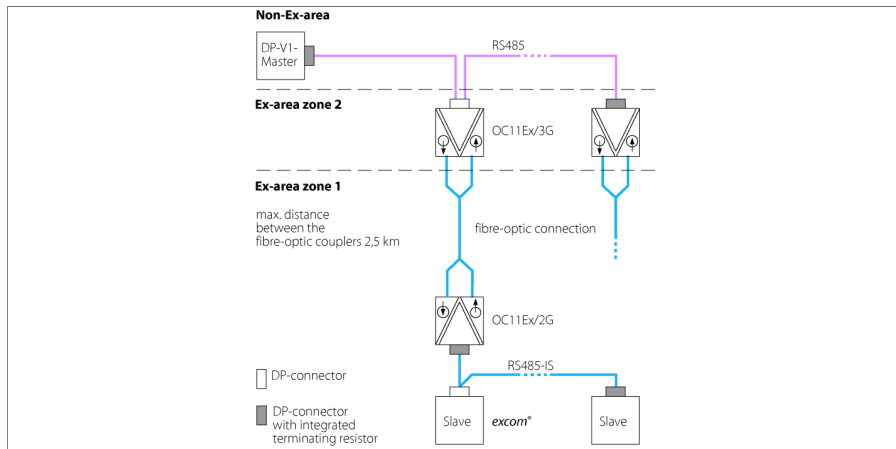 Non-Ex-area
DP-V1-
Master
RS485
Ex-area zone 2
OC11Ex/3G
Ex-area zone 1
max. distance
between the
fibre-optic couplers 2,5 km
fibre-optic connection
OC11Ex/2G
RS485-IS
DP-connector
DP-connector
with integrated
terminating resistor
Slave
excom®
Slave